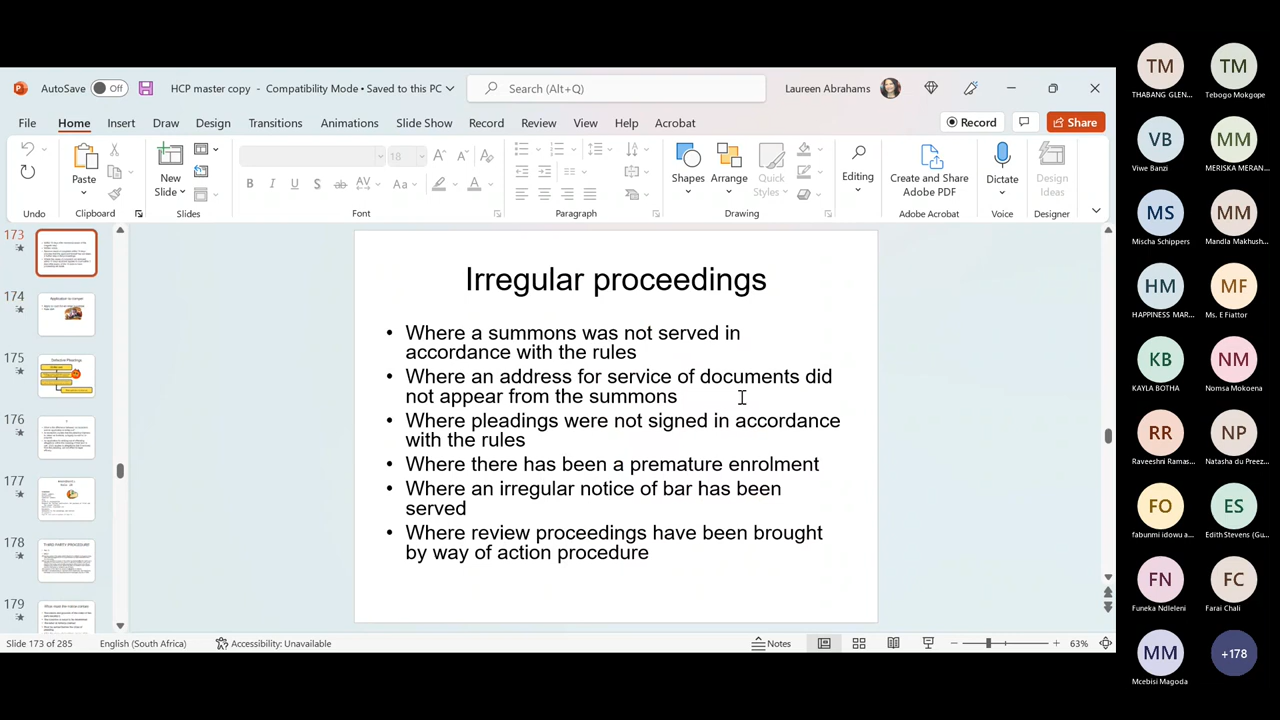 AutoSave Off HCP master copy - Compatibility Mode • Saved to this PC Search (Alt+Q) Laureen Abrahams
File Home Insert Draw Design Transitions Animations Slide Show Record Review View Help Acrobat Record Share
Paste New Slide 18 Shapes Arrange Quick Styles Editing Create and Share Adobe PDF Dictate Design Ideas
Undo Clipboard Slides Font Paragraph Drawing Adobe Acrobat Voice Designer
173
174
175
176
177
178
179
Irregular proceedings
• Where a summons was not served in
accordance with the rules
• Where an address for service of documents did
not appear from the summons
• Where pleadings were not signed in accordance
with the rules
• Where there has been a premature enrolment
• Where an irregular notice of bar has been
served
• Where review proceedings have been brought
by way of action procedure
Slide 173 of 285 English (South Africa) Accessibility: Unavailable Notes 63%
TM TM
THABANG GLEN... Tebogo Mokgope
VB MM
Viwe Banzi MERISKA MERAN...
MS MM
Mischa Schippers Mandla Makhush...
HM MF
HAPPINESS MAR... Ms. E Fiattor
KB NM
KAYLA BOTHA Nomsa Mokoena
RR NP
Raveeshni Ramas... Natasha du Preez...
FO ES
fabunmi idowu a... Edith Stevens (Gu...
FN FC
Funeka Ndleleni Farai Chali
MM +178
Mcebisi Magoda